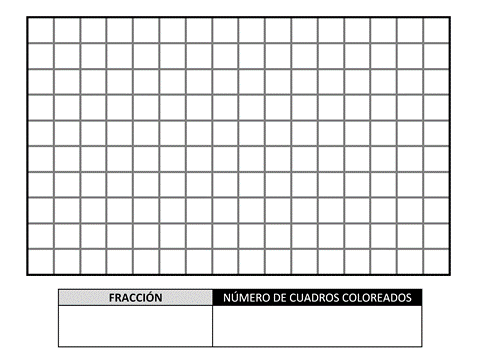 FRACCIÓN
NÚMERO DE CUADROS COLOREADOS